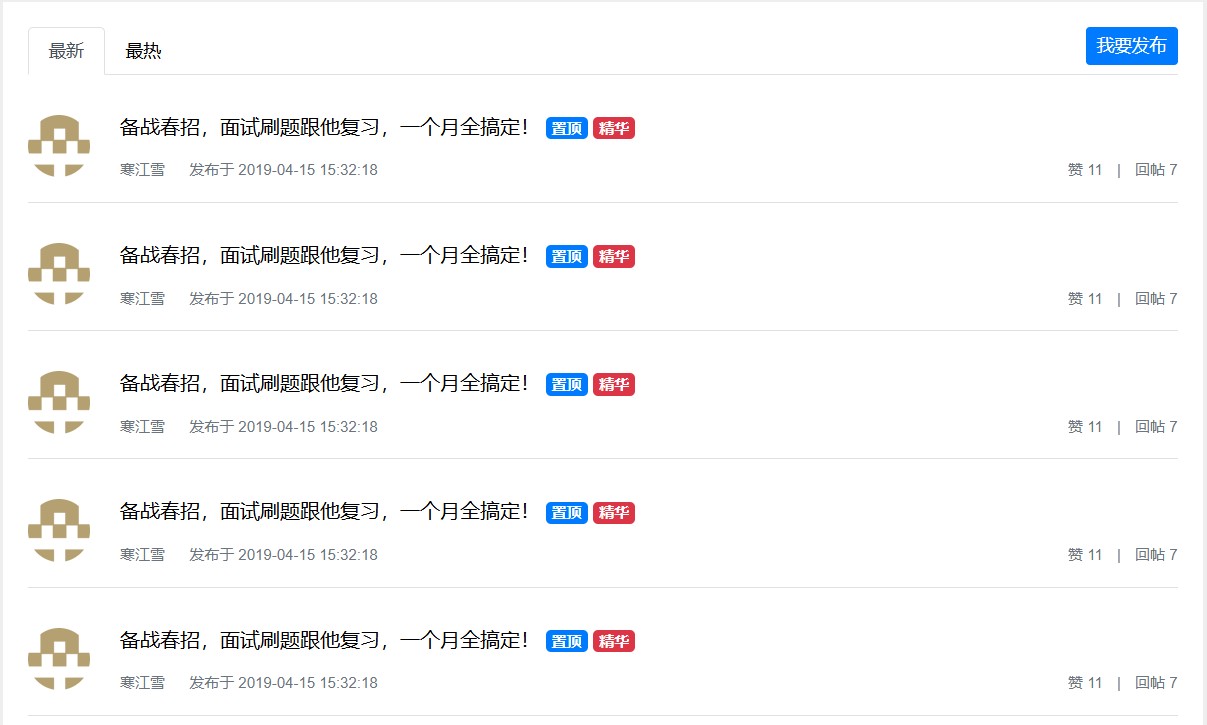 最新 最热 我要发布
备战春招，面试刷题跟他复习，一个月全搞定！ 置顶 精华
寒江雪 发布于 2019-04-15 15:32:18 赞 11 | 回帖 7
备战春招，面试刷题跟他复习，一个月全搞定！ 置顶 精华
寒江雪 发布于 2019-04-15 15:32:18 赞 11 | 回帖 7
备战春招，面试刷题跟他复习，一个月全搞定！ 置顶 精华
寒江雪 发布于 2019-04-15 15:32:18 赞 11 | 回帖 7
备战春招，面试刷题跟他复习，一个月全搞定！ 置顶 精华
寒江雪 发布于 2019-04-15 15:32:18 赞 11 | 回帖 7
备战春招，面试刷题跟他复习，一个月全搞定！ 置顶 精华
寒江雪 发布于 2019-04-15 15:32:18 赞 11 | 回帖 7